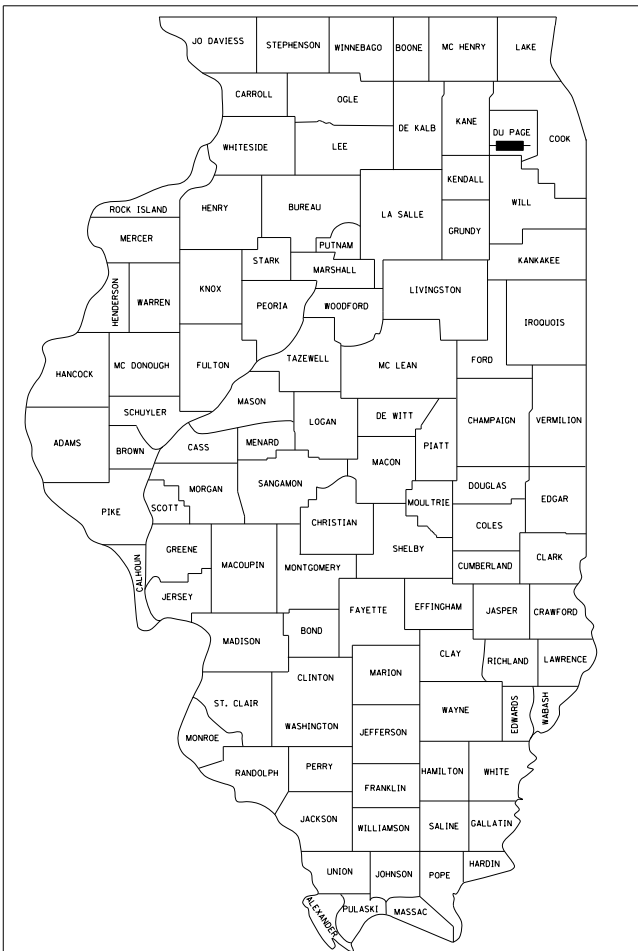 JO DAVIESS
STEPHENSON
WINNEBAGO
BOONE
MC HENRY
LAKE
CARROLL
OGLE
DE KALB
KANE
DU PAGE
COOK
WHITESIDE
LEE
KENDALL
WILL
ROCK ISLAND
HENRY
BUREAU
LA SALLE
GRUNDY
MERCER
PUTNAM
STARK
MARSHALL
KANKAKEE
HENDERSON
WARREN
KNOX
PEORIA
WOODFORD
LIVINGSTON
IROQUOIS
HANCOCK
MC DONOUGH
FULTON
TAZEWELL
MC LEAN
FORD
SCHUYLER
MASON
LOGAN
DE WITT
CHAMPAIGN
VERMILION
ADAMS
BROWN
CASS
MENARD
MACON
PIATT
PIKE
SCOTT
MORGAN
SANGAMON
CHRISTIAN
MOULTRIE
DOUGLAS
EDGAR
COLES
CALHOUN
GREENE
MACOUPIN
MONTGOMERY
SHELBY
CUMBERLAND
CLARK
JERSEY
FAYETTE
EFFINGHAM
JASPER
CRAWFORD
MADISON
BOND
CLAY
RICHLAND
LAWRENCE
CLINTON
MARION
ST. CLAIR
WASHINGTON
WAYNE
EDWARDS
WABASH
MONROE
JEFFERSON
RANDOLPH
PERRY
HAMILTON
WHITE
FRANKLIN
JACKSON
WILLIAMSON
SALINE
GALLATIN
UNION
JOHNSON
POPE
HARDIN
ALEXANDER
PULASKI
MASSAC